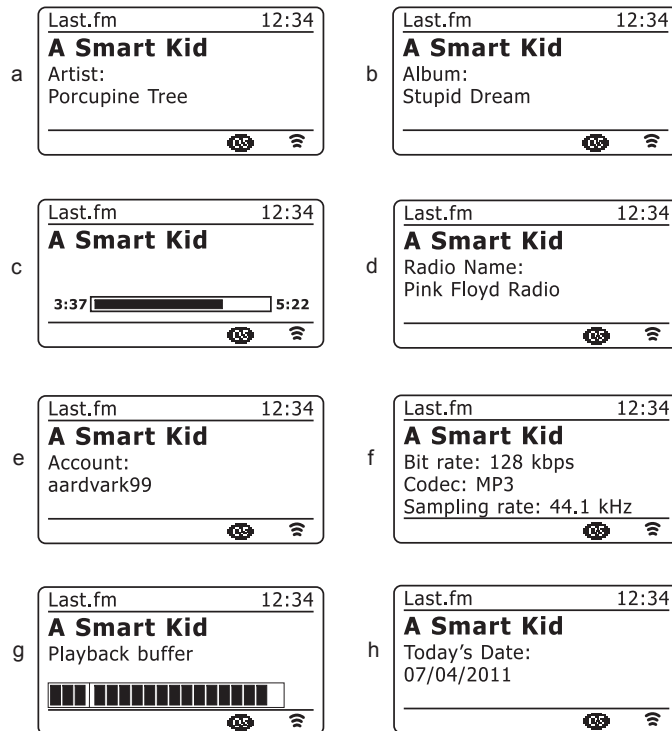 a
Last.fm 12:34
A Smart Kid
Artist:
Porcupine Tree
b
Last.fm 12:34
A Smart Kid
Album:
Stupid Dream
c
Last.fm 12:34
A Smart Kid
3:37 5:22
d
Last.fm 12:34
A Smart Kid
Radio Name:
Pink Floyd Radio
e
Last.fm 12:34
A Smart Kid
Account:
aardvark99
f
Last.fm 12:34
A Smart Kid
Bit rate: 128 kbps
Codec: MP3
Sampling rate: 44.1 kHz
g
Last.fm 12:34
A Smart Kid
Playback buffer
h
Last.fm 12:34
A Smart Kid
Today's Date:
07/04/2011